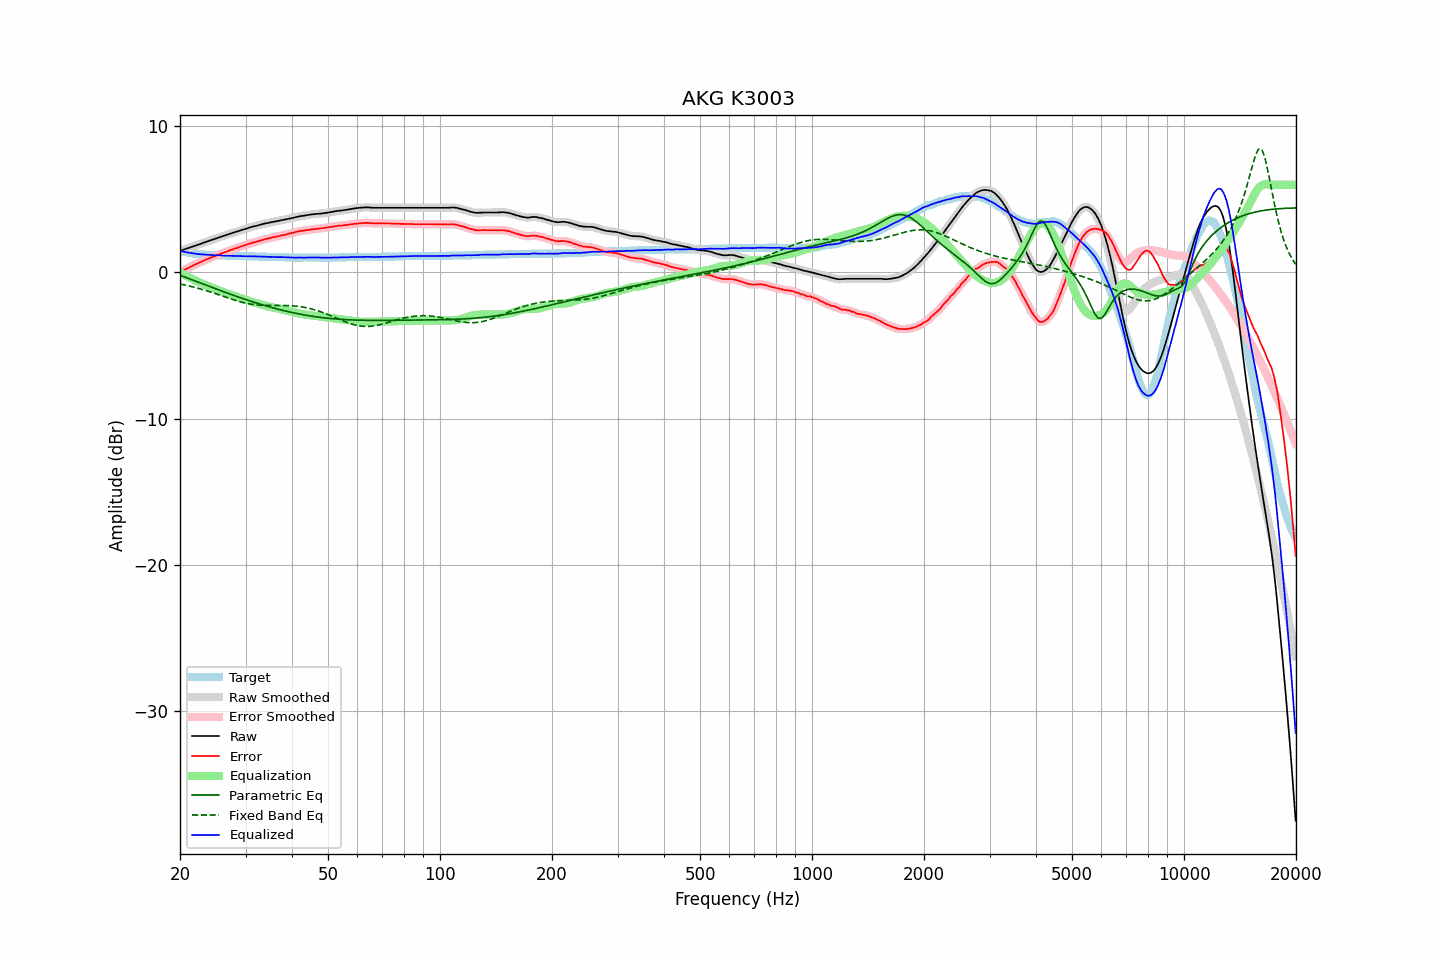 AKG K3003
Amplitude (dBr)
10
0
−10
−20
−30
Target
Raw Smoothed
Error Smoothed
Raw
Error
Equalization
Parametric Eq
Fixed Band Eq
Equalized
20 50 100 200 500 1000 2000 5000 10000 20000
Frequency (Hz)